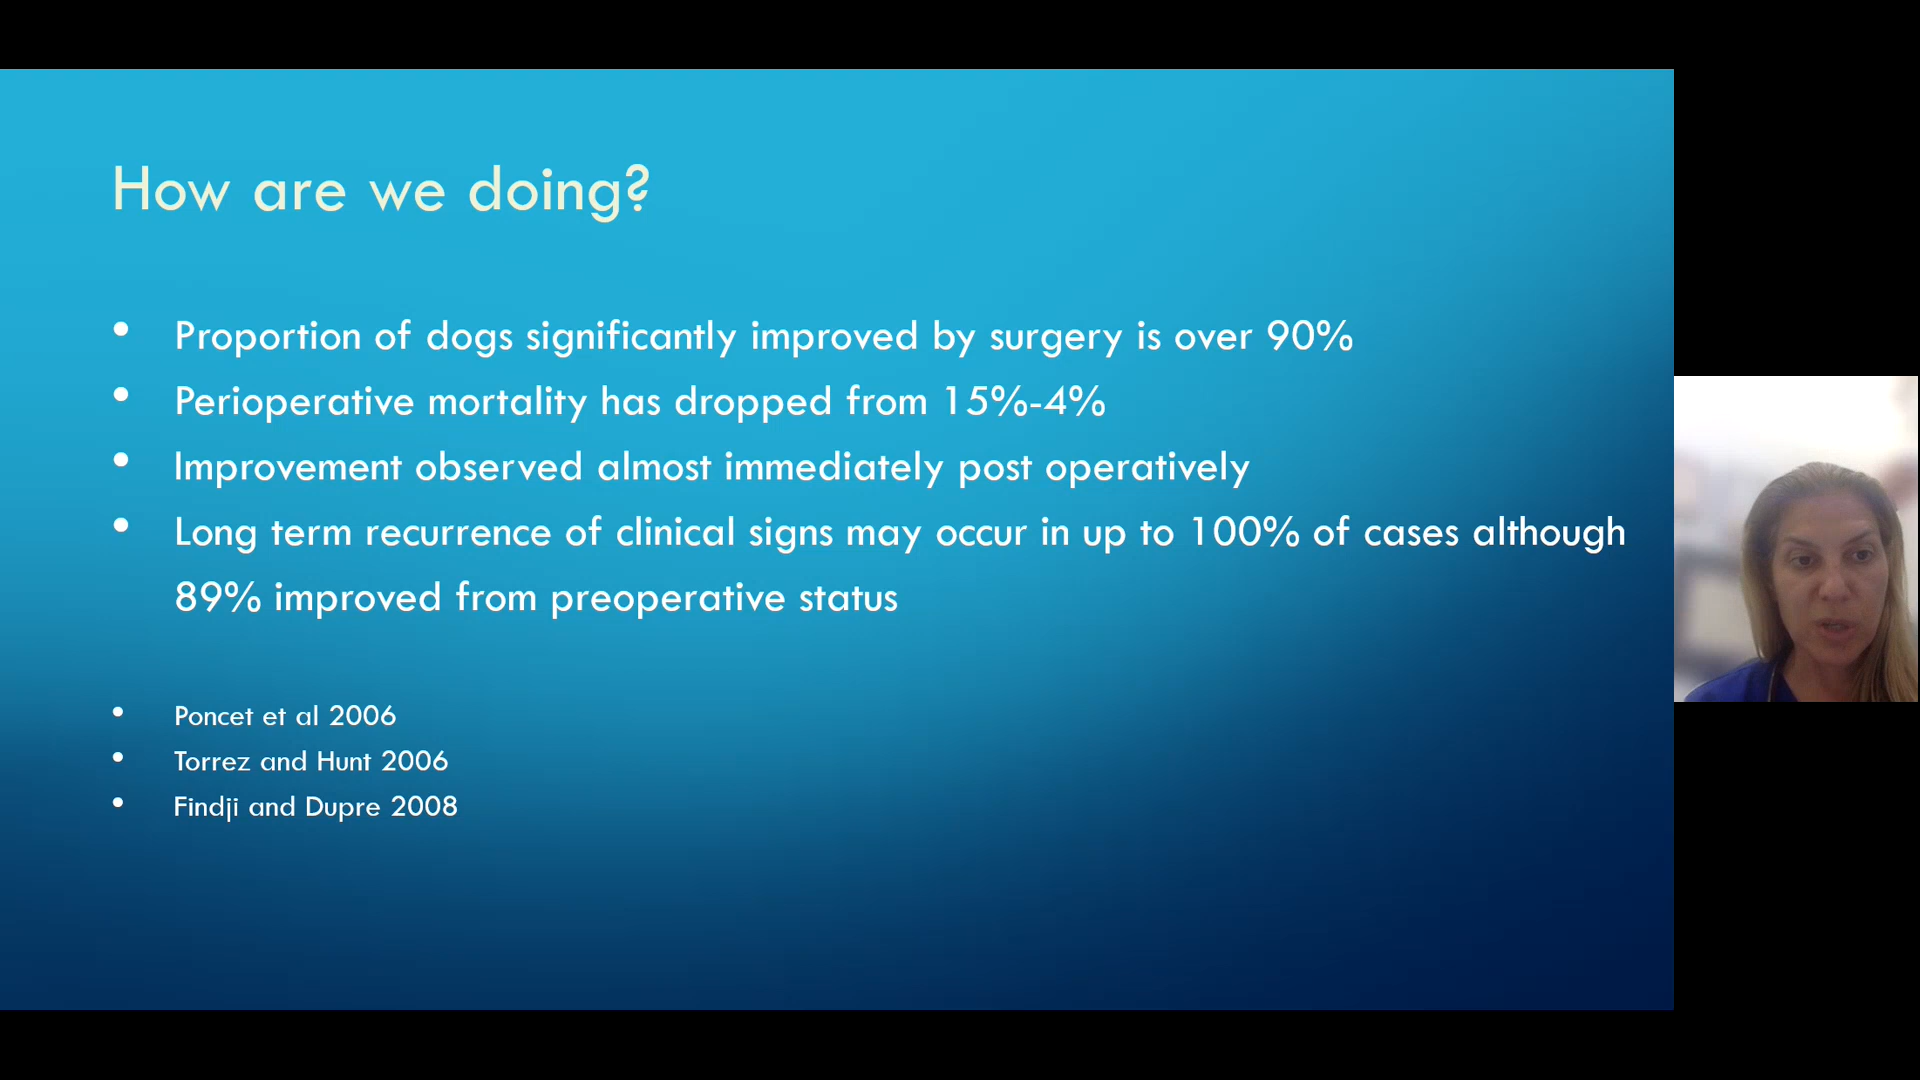 How are we doing?
• Proportion of dogs significantly improved by surgery is over 90%
• Perioperative mortality has dropped from 15%-4%
• Improvement observed almost immediately post operatively
• Long term recurrence of clinical signs may occur in up to 100% of cases although
89% improved from preoperative status
• Poncet et al 2006
• Torrez and Hunt 2006
• Findji and Dupre 2008